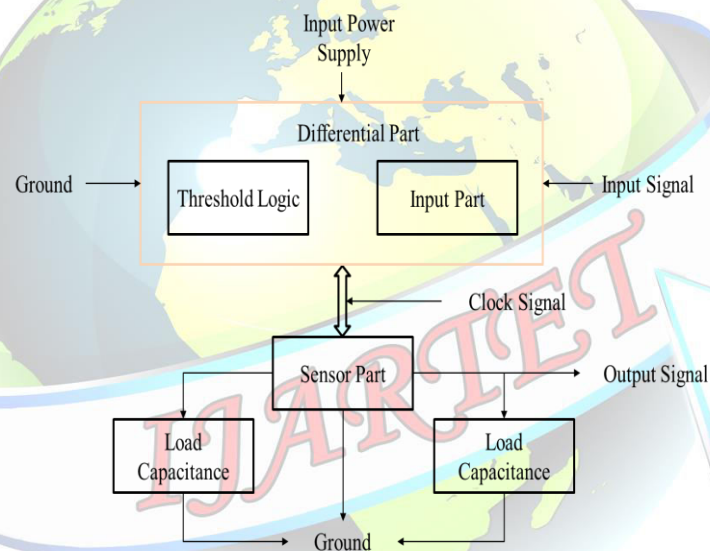 Input Power
Supply
Differential Part
Ground
Threshold Logic
Input Part
Input Signal
Clock Signal
Sensor Part
Output Signal
Load
Capacitance
Load
Capacitance
Ground
IJARTET